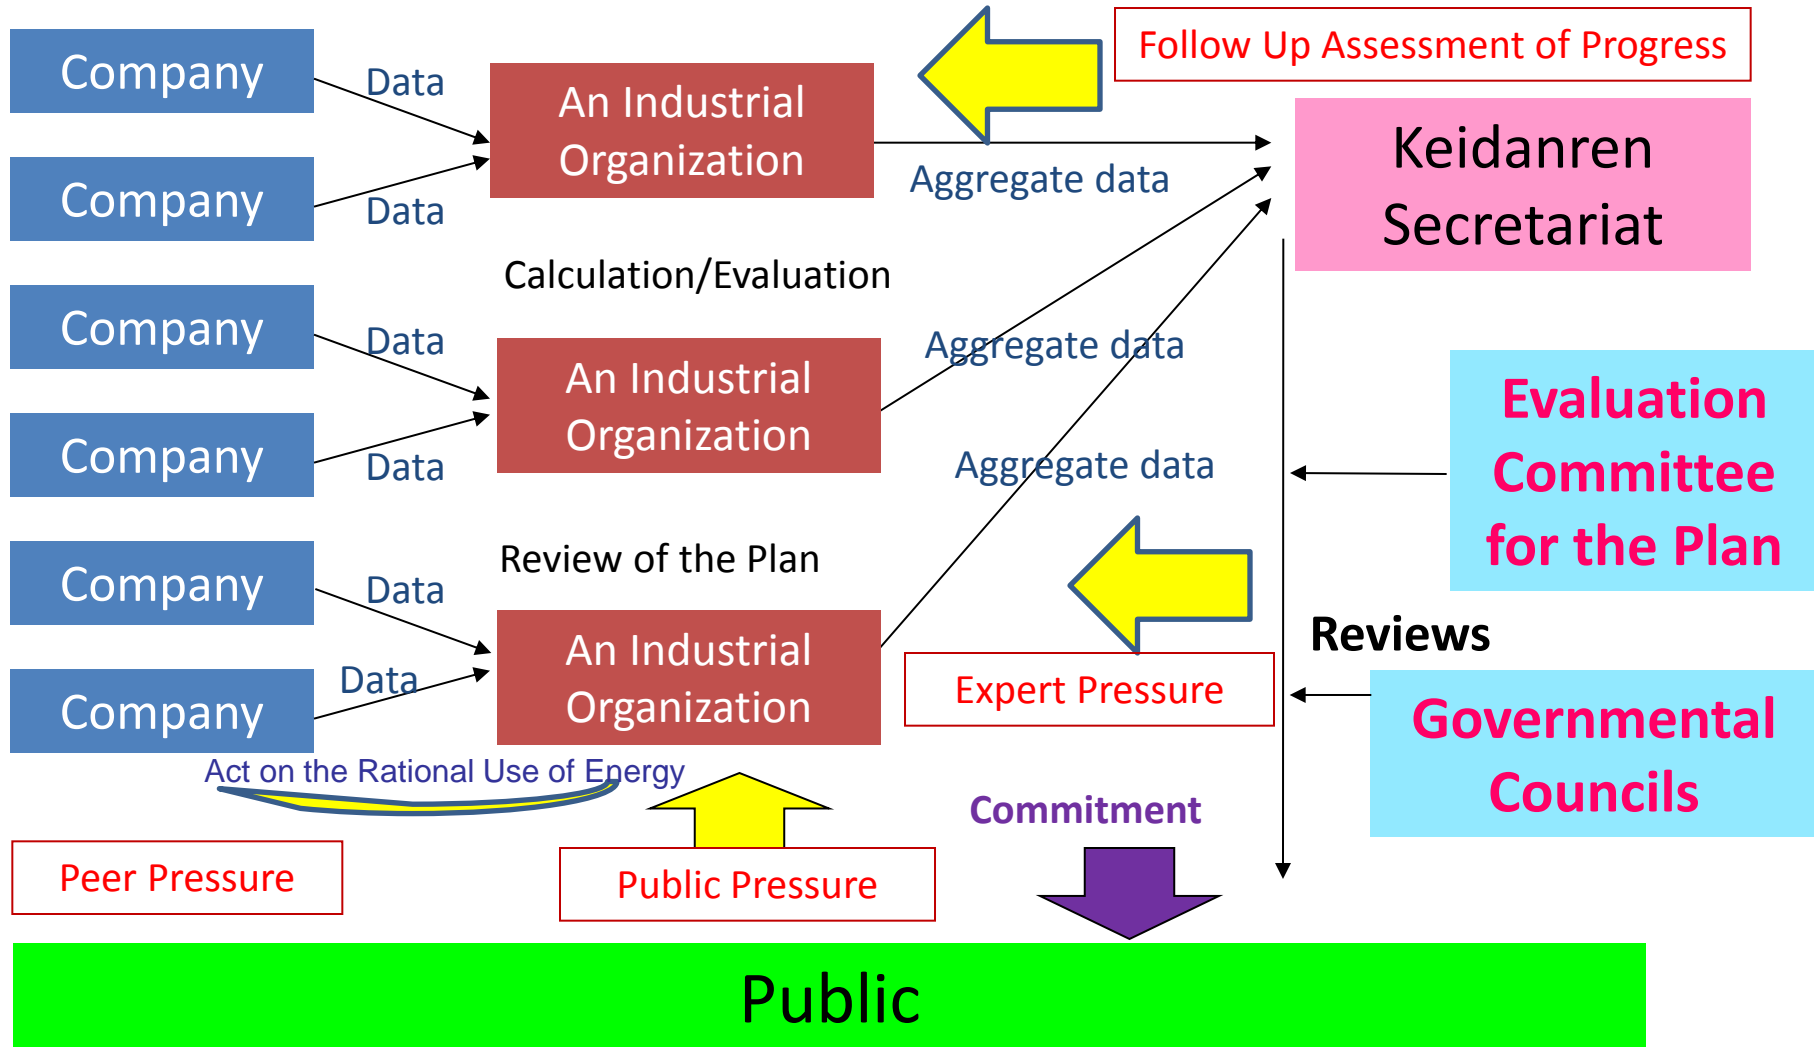 Follow Up Assessment of Progress
Company
Data
An Industrial
Organization
Keidanren
Secretariat
Company
Data
Aggregate data
Calculation/Evaluation
Company
Data
An Industrial
Organization
Aggregate data
Company
Data
Aggregate data
Evaluation
Committee
for the Plan
Review of the Plan
Company
Data
An Industrial
Organization
Reviews
Company
Data
Expert Pressure
Governmental
Councils
Act on the Rational Use of Energy
Commitment
Peer Pressure
Public Pressure
Public